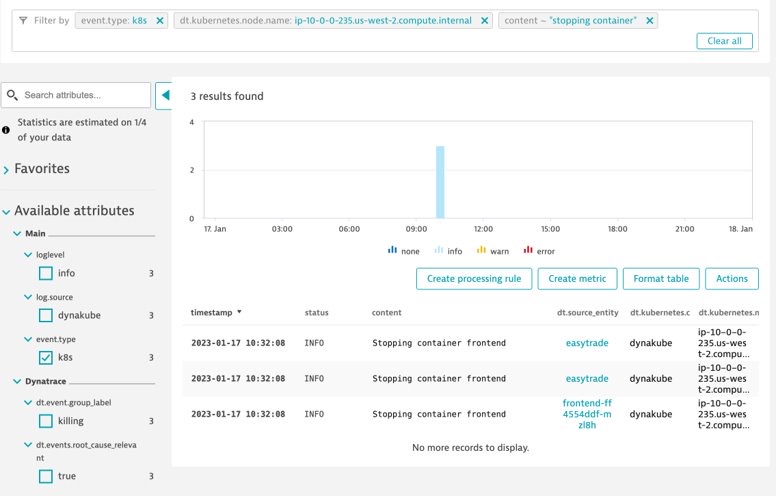 Filter by event.type: k8s dt.kubernetes.node.name: ip-10-0-0-235.us-west-2.compute.internal content ~ "stopping container"
Clear all
Search attributes...
Statistics are estimated on 1/4
of your data
Favorites
Available attributes
Main
loglevel
info 3
log.source
dynakube 3
event.type
k8s 3
Dynatrace
dt.event.group_label
killing 3
dt.events.root_cause_releva
nt
true 3
3 results found
4
2
0
17. Jan 03:00 06:00 09:00 12:00 15:00 18:00 21:00 18. Jan
none info warn error
Create processing rule Create metric Format table Actions
timestamp status content dt.source_entity dt.kubernetes.c dt.kubernetes.n
2023-01-17 10:32:08 INFO Stopping container frontend easytrade dynakube ip-10-0-0-
235.us-wes
t-2.compu...
2023-01-17 10:32:08 INFO Stopping container frontend easytrade dynakube ip-10-0-0-
235.us-wes
t-2.compu...
2023-01-17 10:32:08 INFO Stopping container frontend frontend-ff
4554ddf-m
zl8h dynakube ip-10-0-0-
235.us-wes
t-2.compu...
No more records to display.